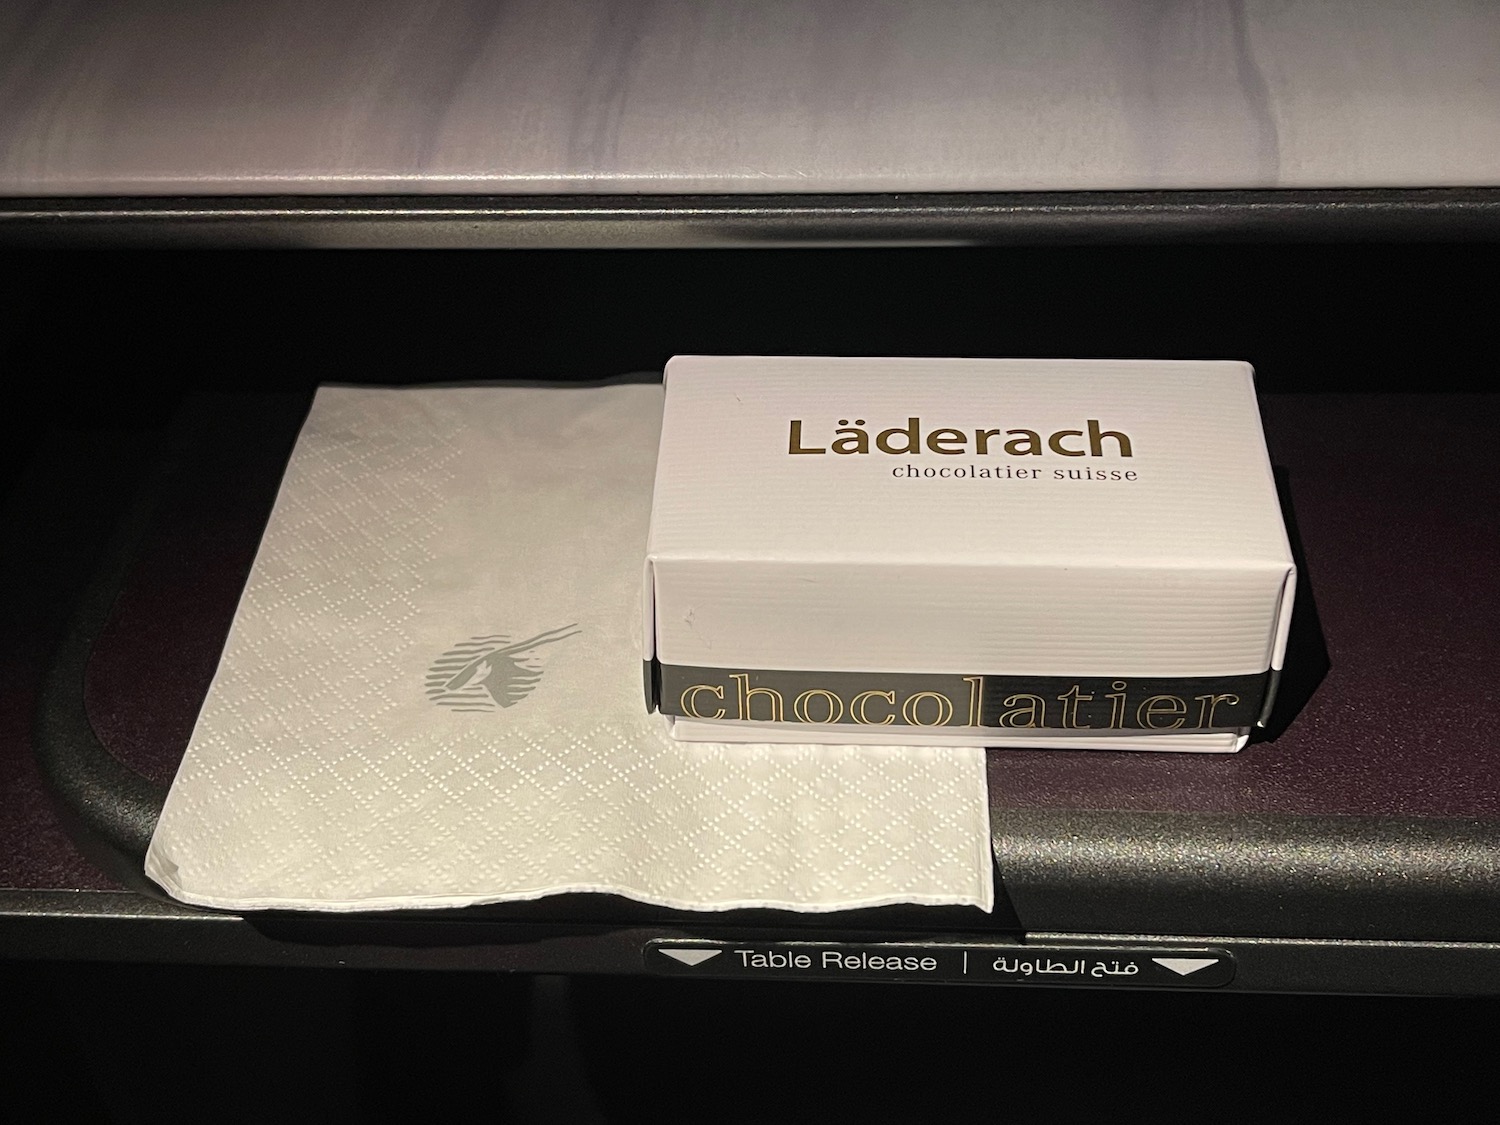 Läderach
chocolatier suisse
chocolatier
Table Release | فتح الطاولة